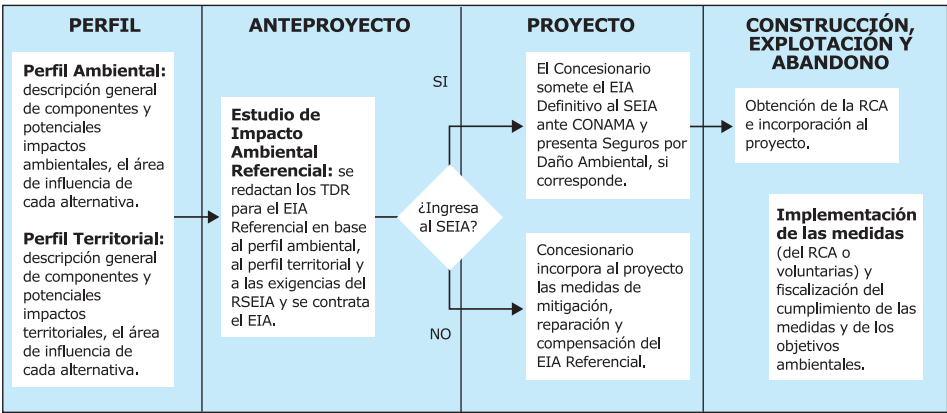 PERFIL
Perfil Ambiental:
descripción general
de componentes y
potenciales
impactos
ambientales, el área
de influencia de
cada alternativa.
Perfil Territorial:
descripción general
de componentes y
potenciales
impactos
territoriales, el área
de influencia de
cada alternativa.
ANTEPROYECTO
Estudio de
Impacto
Ambiental
Referencial: se
redactan los TDR
para el EIA
Referencial en base
al perfil ambiental,
al perfil territorial y
a las exigencias del
RSEIA y se contrata
el EIA.
¿Ingresa
al SEIA?
SI
NO
PROYECTO
El Concesionario
somete el EIA
Definitivo al SEIA
ante CONAMA y
presenta Seguros por
Daño Ambiental, si
corresponde.
Concesionario
incorpora al proyecto
las medidas de
mitigación,
reparación y
compensación del
EIA Referencial.
CONSTRUCCIÓN,
EXPLOTACIÓN Y
ABANDONO
Obtención de la RCA
e incorporación al
proyecto.
Implementación
de las medidas
(del RCA o
voluntarias) y
fiscalización del
cumplimiento de las
medidas y de los
objetivos
ambientales.